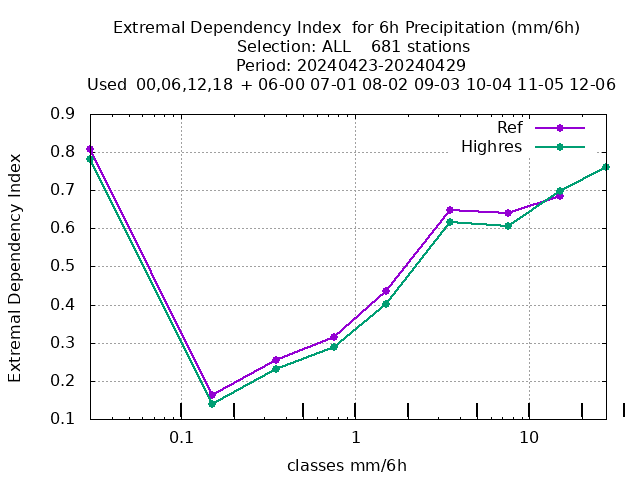 Extremal Dependency Index  for 6h Precipitation (mm/6h)
Selection: ALL    681 stations
Period: 20240423-20240429
Used  00,06,12,18  + 06-00 07-01 08-02 09-03 10-04 11-05 12-06
Ref
Highres
Extremal Dependency Index
0.9
0.8
0.7
0.6
0.5
0.4
0.3
0.2
0.1
0.1 1 10
classes mm/6h